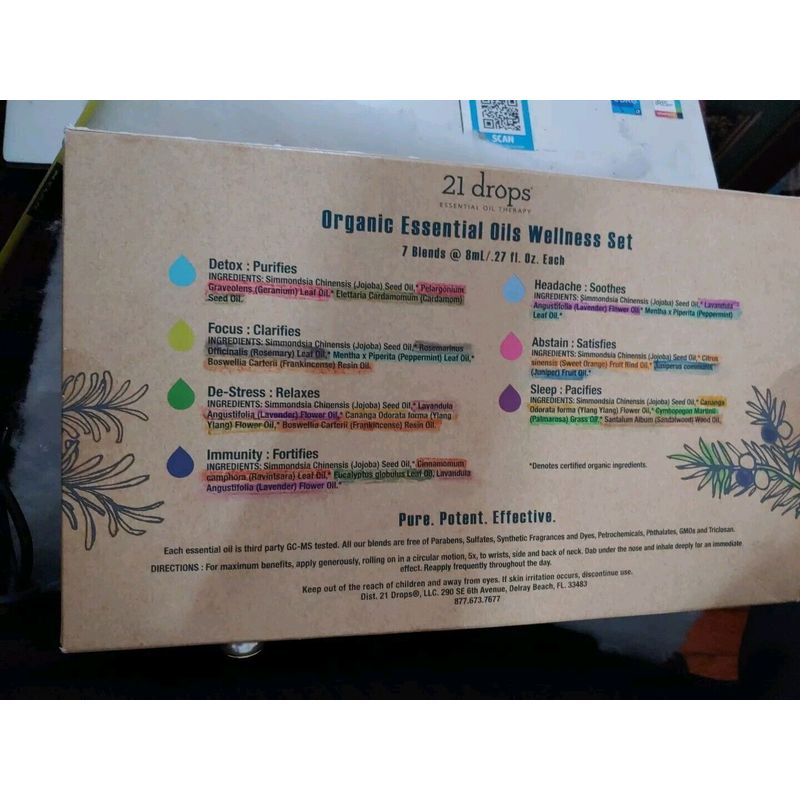 SCAN
21 drops
ESSENTIAL OIL THERAPY
Organic Essential Oils Wellness Set
7 Blends @ 8mL/.27 fl. Oz. Each
Detox : Purifies
INGREDIENTS: Simmondsia Chinensis (Jojoba) Seed Oil,* Pelargonium
Graveolens (Geranium) Leaf Oil,* Elettaria Cardamomum (Cardamom)
Seed Oil.
Focus : Clarifies
INGREDIENTS: Simmondsia Chinensis (Jojoba) Seed Oil,* Rosemarinus
Officinalis (Rosemary) Leaf Oil,* Mentha x Piperita (Peppermint) Leaf Oil,*
Boswellia Carterii (Frankincense) Resin Oil.
De-Stress : Relaxes
INGREDIENTS: Simmondsia Chinensis (Jojoba) Seed Oil,* Lavandula
Angustifolia (Lavender) Flower Oil,* Cananga Odorata forma (Ylang
Ylang) Flower Oil,* Boswellia Carterii (Frankincense) Resin Oil.
Immunity : Fortifies
INGREDIENTS: Simmondsia Chinensis (Jojoba) Seed Oil,* Cinnamomum
camphora (Ravintsara) Leaf Oil,* Eucalyptus globulus Leaf Oil, Lavandula
Angustifolia (Lavender) Flower Oil.*
Headache : Soothes
INGREDIENTS: Simmondsia Chinensis (Jojoba) Seed Oil,* Lavandula
Angustifolia (Lavender) Flower Oil,* Mentha x Piperita (Peppermint)
Leaf Oil.*
Abstain : Satisfies
INGREDIENTS: Simmondsia Chinensis (Jojoba) Seed Oil,* Citrus
sinensis (Sweet Orange) Fruit Rind Oil,* Juniperus communis
(Juniper) Fruit Oil.*
Sleep : Pacifies
INGREDIENTS: Simmondsia Chinensis (Jojoba) Seed Oil,* Cananga
Odorata forma (Ylang Ylang) Flower Oil,* Cymbopogon Martinii
(Palmarosa) Grass Oil,* Santalum Album (Sandalwood) Wood Oil.
*Denotes certified organic ingredients.
Pure. Potent. Effective.
Each essential oil is third party GC-MS tested. All our blends are free of Parabens, Sulfates, Synthetic Fragrances and Dyes, Petrochemicals, Phthalates, GMOs and Triclosan.
DIRECTIONS : For maximum benefits, apply generously, rolling on in a circular motion, 5x, to wrists, side and back of neck. Dab under the nose and inhale deeply for an immediate
effect. Reapply frequently throughout the day.
Keep out of the reach of children and away from eyes. If skin irritation occurs, discontinue use.
Dist. 21 Drops®, LLC. 290 SE 6th Avenue, Delray Beach, FL. 33483
877.673.7677